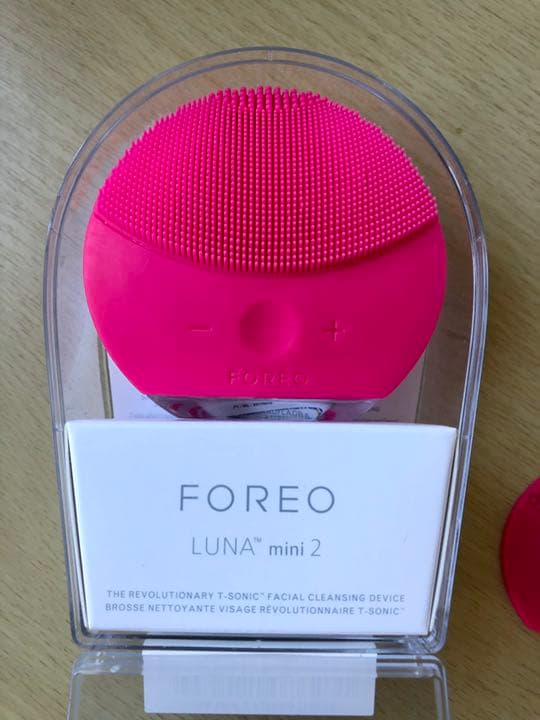 − +
FOREO
FOREO
LUNA™ mini 2
THE REVOLUTIONARY T-SONIC™ FACIAL CLEANSING DEVICE
BROSSE NETTOYANTE VISAGE RÉVOLUTIONNAIRE T-SONIC™